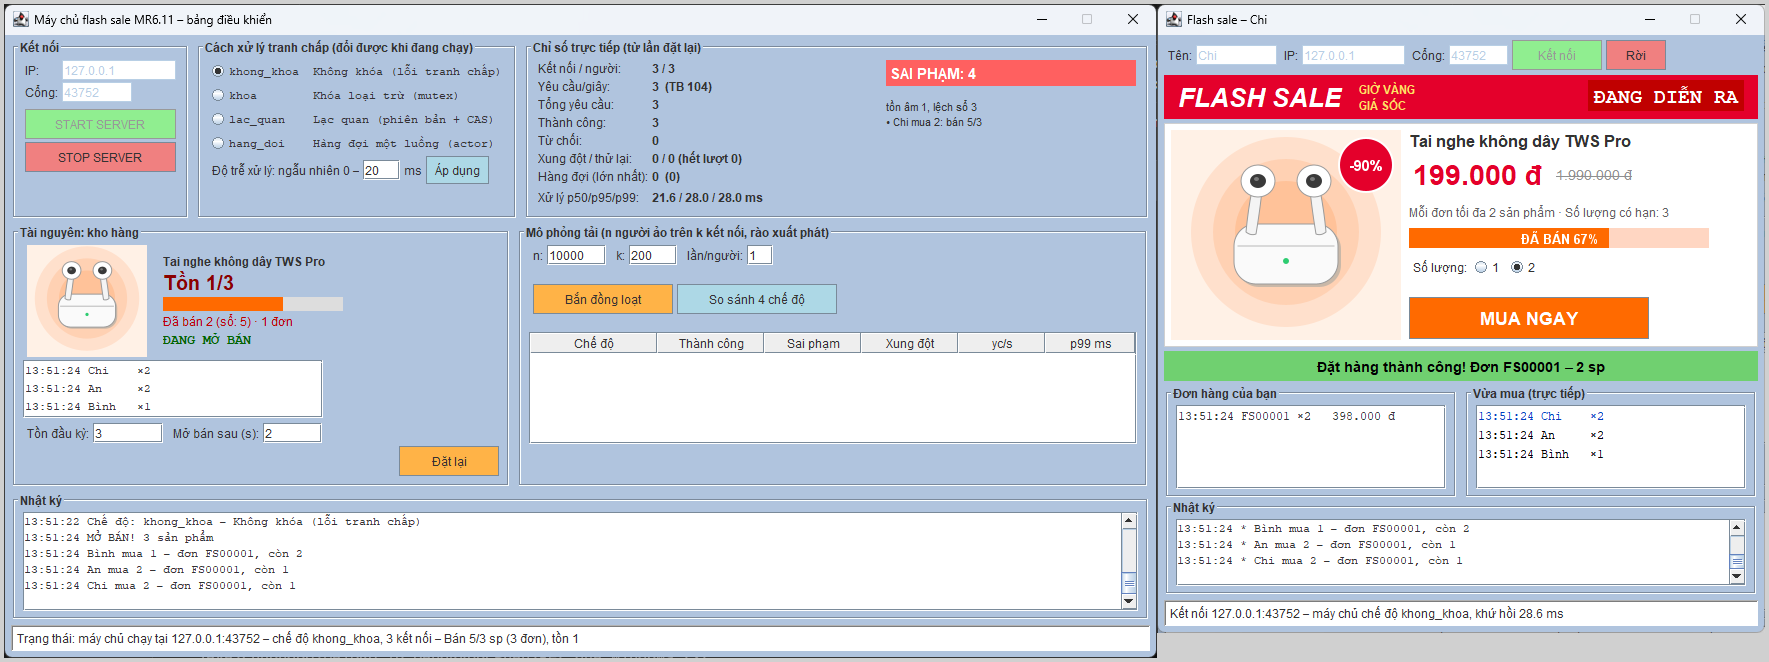 Máy chủ flash sale MR6.11 – bảng điều khiển
Kết nối
IP: 127.0.0.1
Cổng: 43752
START SERVER
STOP SERVER
Cách xử lý tranh chấp (đổi được khi đang chạy)
khong_khoa Không khóa (lỗi tranh chấp)
khoa Khóa loại trừ (mutex)
lac_quan Lạc quan (phiên bản + CAS)
hang_doi Hàng đợi một luồng (actor)
Độ trễ xử lý: ngẫu nhiên 0 – 20 ms Áp dụng
Chỉ số trực tiếp (từ lần đặt lại)
Kết nối / người: 3 / 3
Yêu cầu/giây: 3 (TB 104)
Tổng yêu cầu: 3
Thành công: 3
Từ chối: 0
Xung đột / thử lại: 0 / 0 (hết lượt 0)
Hàng đợi (lớn nhất): 0 (0)
Xử lý p50/p95/p99: 21.6 / 28.0 / 28.0 ms
SAI PHẠM: 4
tồn âm 1, lệch sổ 3
• Chi mua 2: bán 5/3
Tài nguyên: kho hàng
Tai nghe không dây TWS Pro
Tồn 1/3
Đã bán 2 (sổ: 5) · 1 đơn
ĐANG MỞ BÁN
13:51:24 Chi ×2
13:51:24 An ×2
13:51:24 Bình ×1
Tồn đầu kỳ: 3 Mở bán sau (s): 2
Đặt lại
Mô phỏng tải (n người ảo trên k kết nối, rào xuất phát)
n: 10000 k: 200 lần/người: 1
Bắn đồng loạt So sánh 4 chế độ
Chế độ Thành công Sai phạm Xung đột yc/s p99 ms
Nhật ký
13:51:22 Chế độ: khong_khoa – Không khóa (lỗi tranh chấp)
13:51:24 MỞ BÁN! 3 sản phẩm
13:51:24 Bình mua 1 – đơn FS00001, còn 2
13:51:24 An mua 2 – đơn FS00001, còn 1
13:51:24 Chi mua 2 – đơn FS00001, còn 1
Trạng thái: máy chủ chạy tại 127.0.0.1:43752 – chế độ khong_khoa, 3 kết nối – Bán 5/3 sp (3 đơn), tồn 1
Flash sale – Chi
Tên: Chi IP: 127.0.0.1 Cổng: 43752 Kết nối Rời
FLASH SALE
GIỜ VÀNG
GIÁ SỐC
ĐANG DIỄN RA
-90%
Tai nghe không dây TWS Pro
199.000 đ 1.990.000 đ
Mỗi đơn tối đa 2 sản phẩm · Số lượng có hạn: 3
ĐÃ BÁN 67%
Số lượng: 1 2
MUA NGAY
Đặt hàng thành công! Đơn FS00001 – 2 sp
Đơn hàng của bạn
13:51:24 FS00001 ×2 398.000 đ
Vừa mua (trực tiếp)
13:51:24 Chi ×2
13:51:24 An ×2
13:51:24 Bình ×1
Nhật ký
13:51:24 * Bình mua 1 – đơn FS00001, còn 2
13:51:24 * An mua 2 – đơn FS00001, còn 1
13:51:24 * Chi mua 2 – đơn FS00001, còn 1
Kết nối 127.0.0.1:43752 – máy chủ chế độ khong_khoa, khứ hồi 28.6 ms